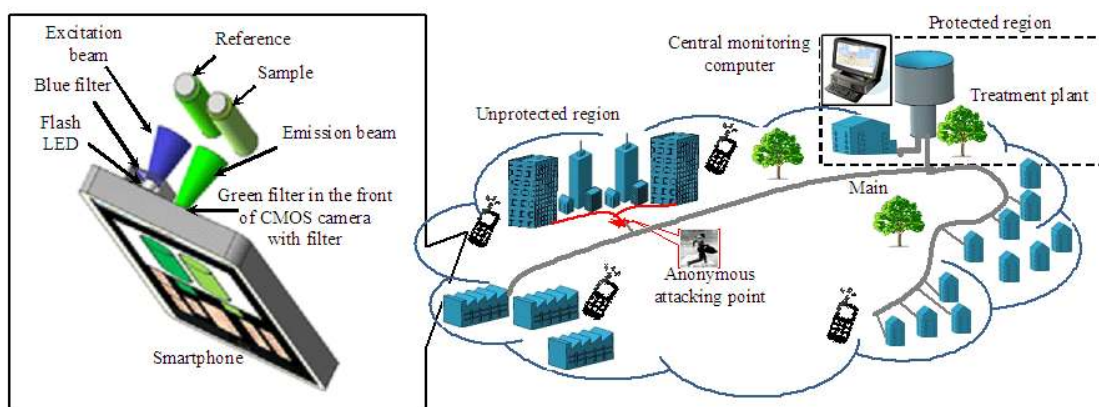 Excitation
beam
Reference
Blue filter
Sample
Flash
LED
Emission beam
Green filter in the front
of CMOS camera
with filter
Smartphone
Protected region
Central monitoring
computer
Unprotected region
Treatment plant
Main
Anonymous
attacking point